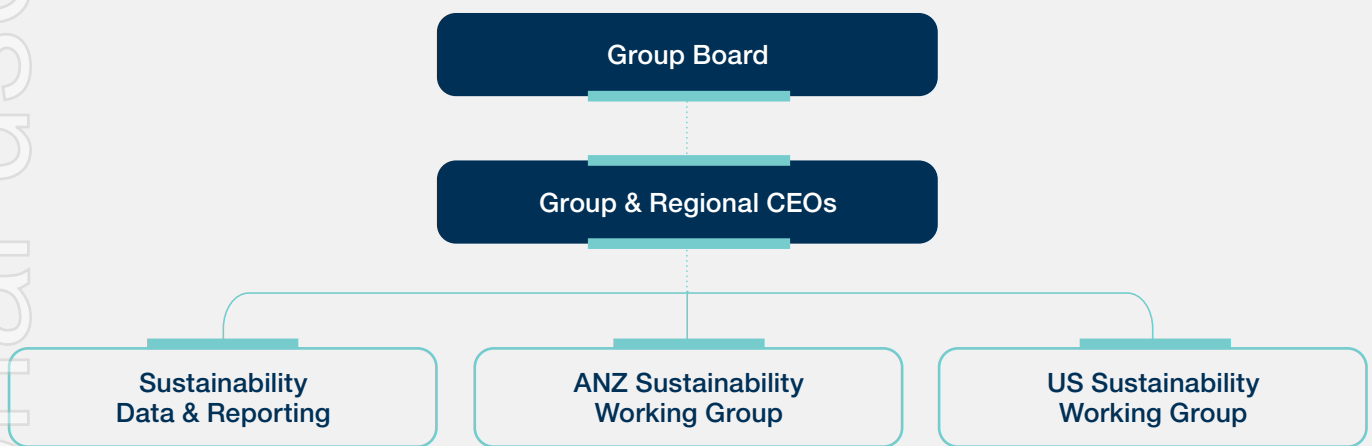 Group Board
Group & Regional CEOs
Sustainability
Data & Reporting
ANZ Sustainability
Working Group
US Sustainability
Working Group